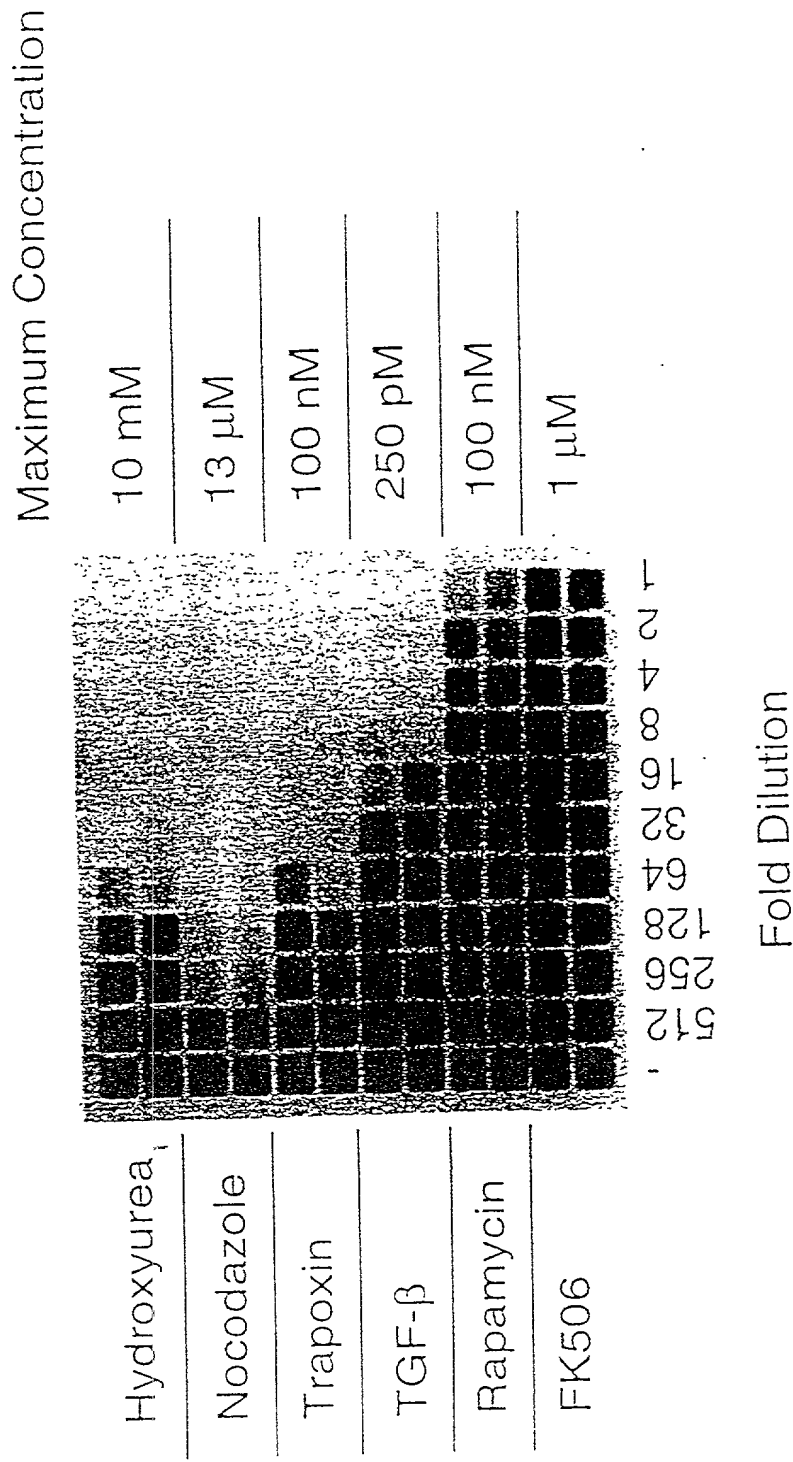 Maximum Concentration
Hydroxyurea 10 mM
Nocodazole 13 μM
Trapoxin 100 nM
TGF-β 250 pM
Rapamycin 100 nM
FK506 1 μM
- 512 256 128 64 32 16 8 4 2 1
Fold Dilution